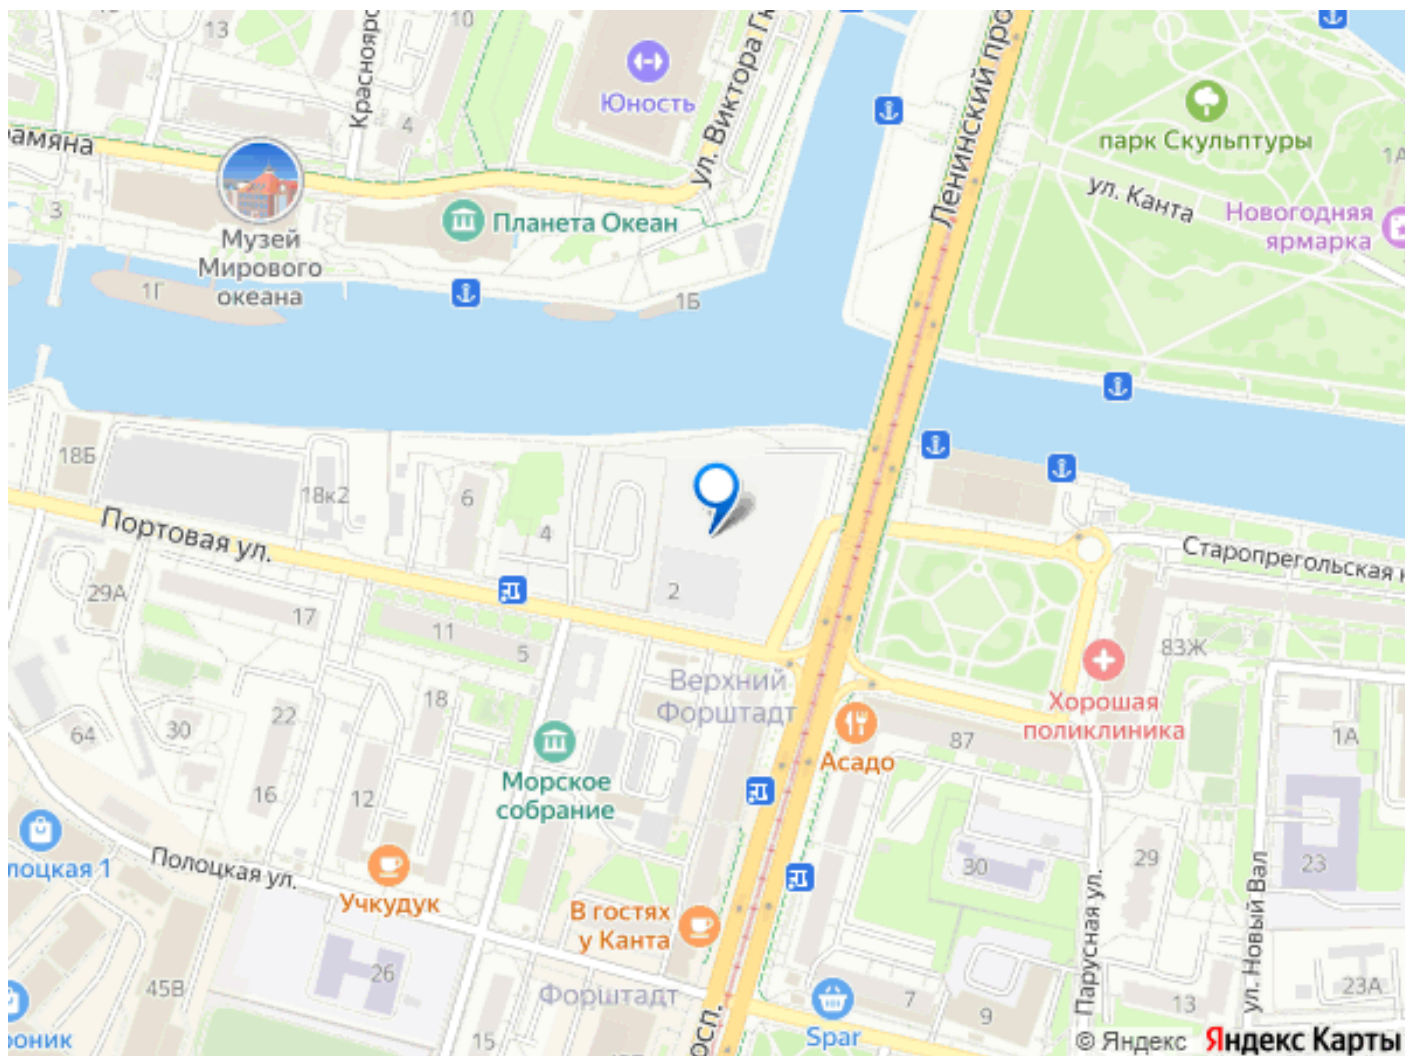 13
10
Краснояр
4
Юность
ул. Виктора Г
Ленинский про
парк Скульптуры
1А
ул. Канта
Новогодняя
ярмарка
амяна
3
Музей
Мирового
океана
Планета Океан
1Г
1Б
18Б
18к2
6
4
2
Портовая ул.
Старопрегольская н
29А
17
11
5
18
22
30
64
16
12
Верхний
Форштадт
83Ж
Хорошая
поликлиника
87
1А
Асадо
Морское
собрание
лоцкая 1
Полоцкая ул.
Учкудук
В гостях
у Канта
30
29
23
Парусная ул.
ул. Новый Вал
26
45В
Форштадт
15
осп.
Spar
7
9
13
23А
роник
© Яндекс Яндекс Карты